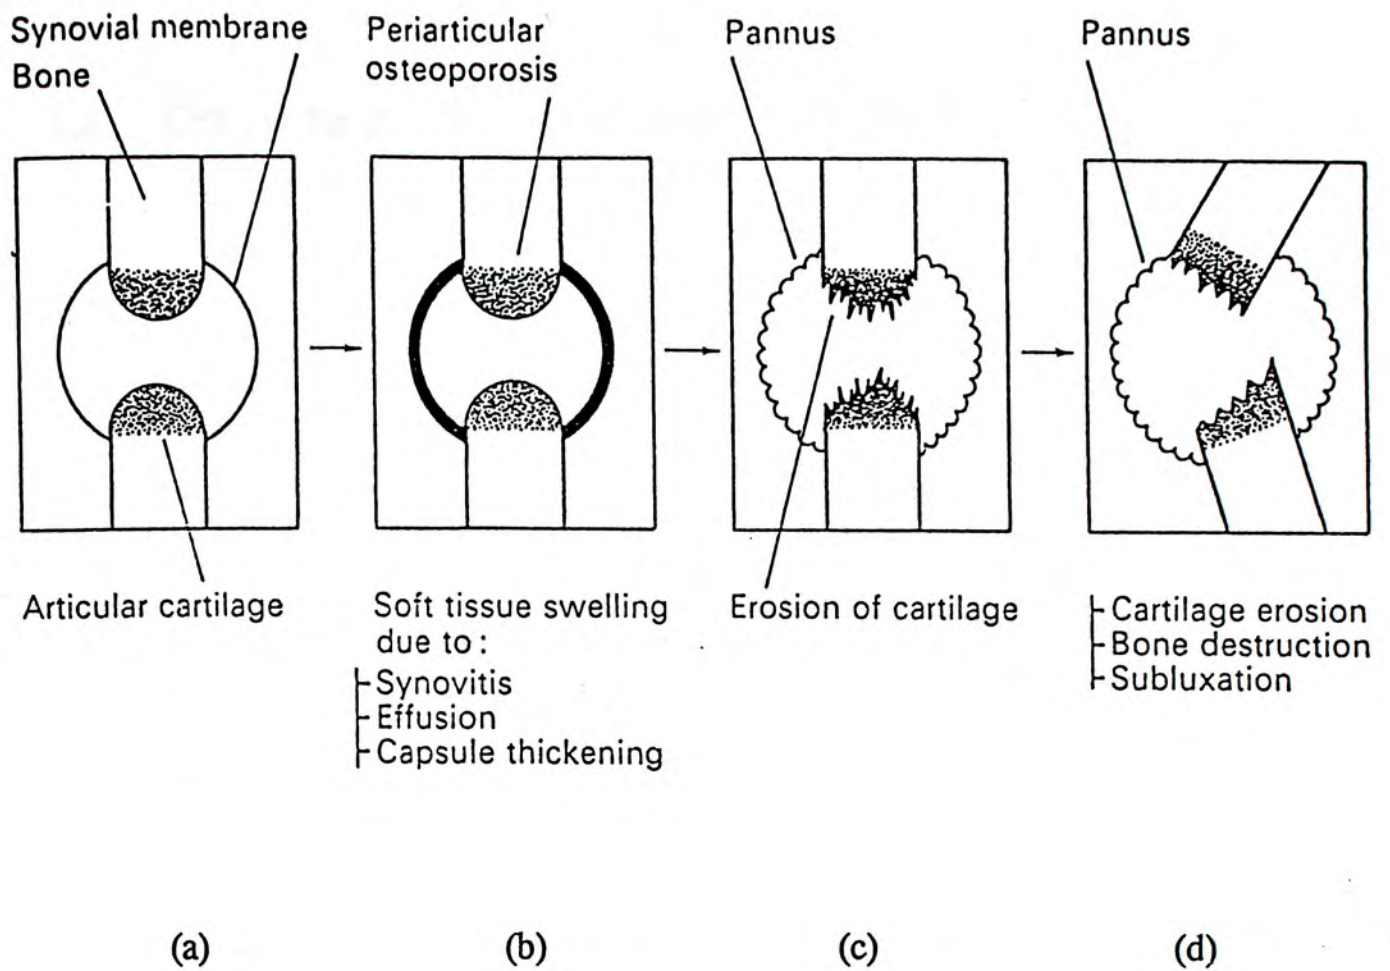 Synovial membrane
Bone
Periarticular
osteoporosis
Pannus
Pannus
Articular cartilage
Soft tissue swelling
due to :
Synovitis
Effusion
Capsule thickening
Erosion of cartilage
Cartilage erosion
Bone destruction
Subluxation
(a)
(b)
(c)
(d)